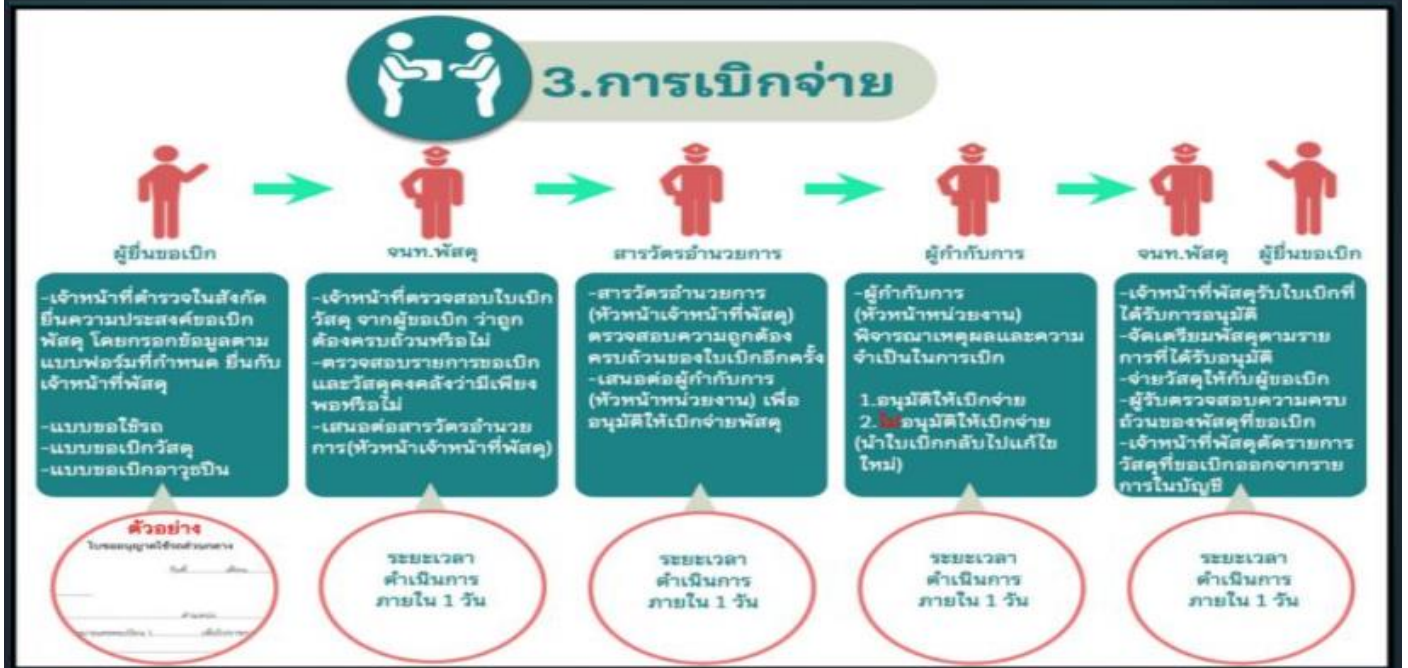 3.การเบิกจ่าย
ผู้ยื่นขอเบิก
-เจ้าหน้าที่ตำรวจในสังกัด
ยื่นความประสงค์ขอเบิก
พัสดุ โดยกรอกข้อมูลตาม
แบบฟอร์มที่กำหนด ยื่นกับ
เจ้าหน้าที่พัสดุ
-แบบขอใช้รถ
-แบบขอเบิกวัสดุ
-แบบขอเบิกอาวุธปืน
ตัวอย่าง
ใบขออนุญาตใช้รถส่วนกลาง
วันที่ เดือน
ตำแหน่ง
จนท.พัสดุ
-เจ้าหน้าที่ตรวจสอบใบเบิก
วัสดุ จากผู้ขอเบิก ว่าถูก
ต้องครบถ้วนหรือไม่
-ตรวจสอบรายการขอเบิก
และวัสดุคงคลังว่ามีเพียง
พอหรือไม่
-เสนอต่อสารวัตรอำนวย
การ(หัวหน้าเจ้าหน้าที่พัสดุ)
ระยะเวลา
ดำเนินการ
ภายใน 1 วัน
สารวัตรอำนวยการ
-สารวัตรอำนวยการ
(หัวหน้าเจ้าหน้าที่พัสดุ)
ตรวจสอบความถูกต้อง
ครบถ้วนของใบเบิกอีกครั้ง
-เสนอต่อผู้กำกับการ
(หัวหน้าหน่วยงาน) เพื่อ
อนุมัติให้เบิกจ่ายพัสดุ
ระยะเวลา
ดำเนินการ
ภายใน 1 วัน
ผู้กำกับการ
-ผู้กำกับการ
(หัวหน้าหน่วยงาน)
พิจารณาเหตุผลและความ
จำเป็นในการเบิก
1.อนุมัติให้เบิกจ่าย
2.ไม่อนุมัติให้เบิกจ่าย
(นำใบเบิกกลับไปแก้ไข
ใหม่)
ระยะเวลา
ดำเนินการ
ภายใน 1 วัน
จนท.พัสดุ ผู้ยื่นขอเบิก
-เจ้าหน้าที่พัสดุรับใบเบิกที่
ได้รับการอนุมัติ
-จัดเตรียมพัสดุตามราย
การที่ได้รับอนุมัติ
-จ่ายวัสดุให้กับผู้ขอเบิก
-ผู้รับตรวจสอบความครบ
ถ้วนของพัสดุที่ขอเบิก
-เจ้าหน้าที่พัสดุตัดรายการ
วัสดุที่ขอเบิกออกจากราย
การในบัญชี
ระยะเวลา
ดำเนินการ
ภายใน 1 วัน